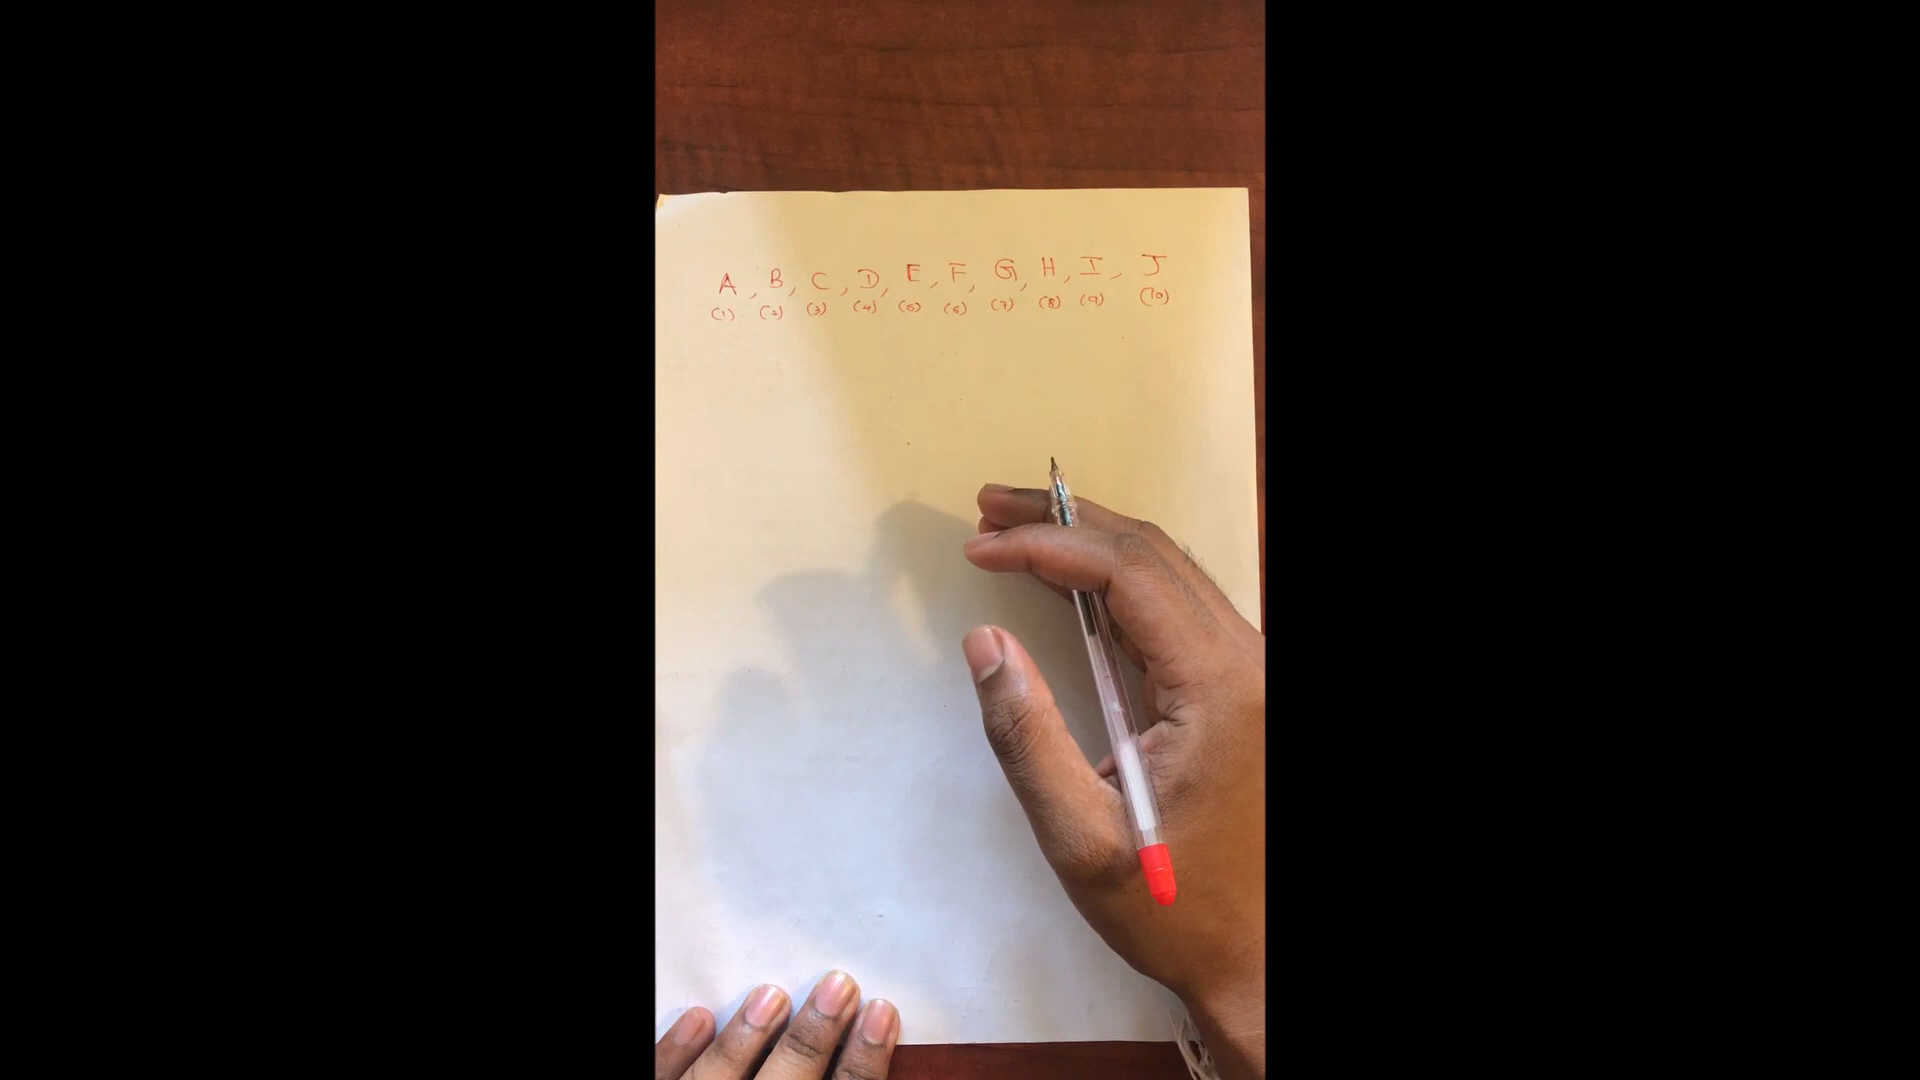 A, B, C, D, E, F, G, H, I, J
(1) (2) (3) (4) (5) (6) (7) (8) (9) (10)